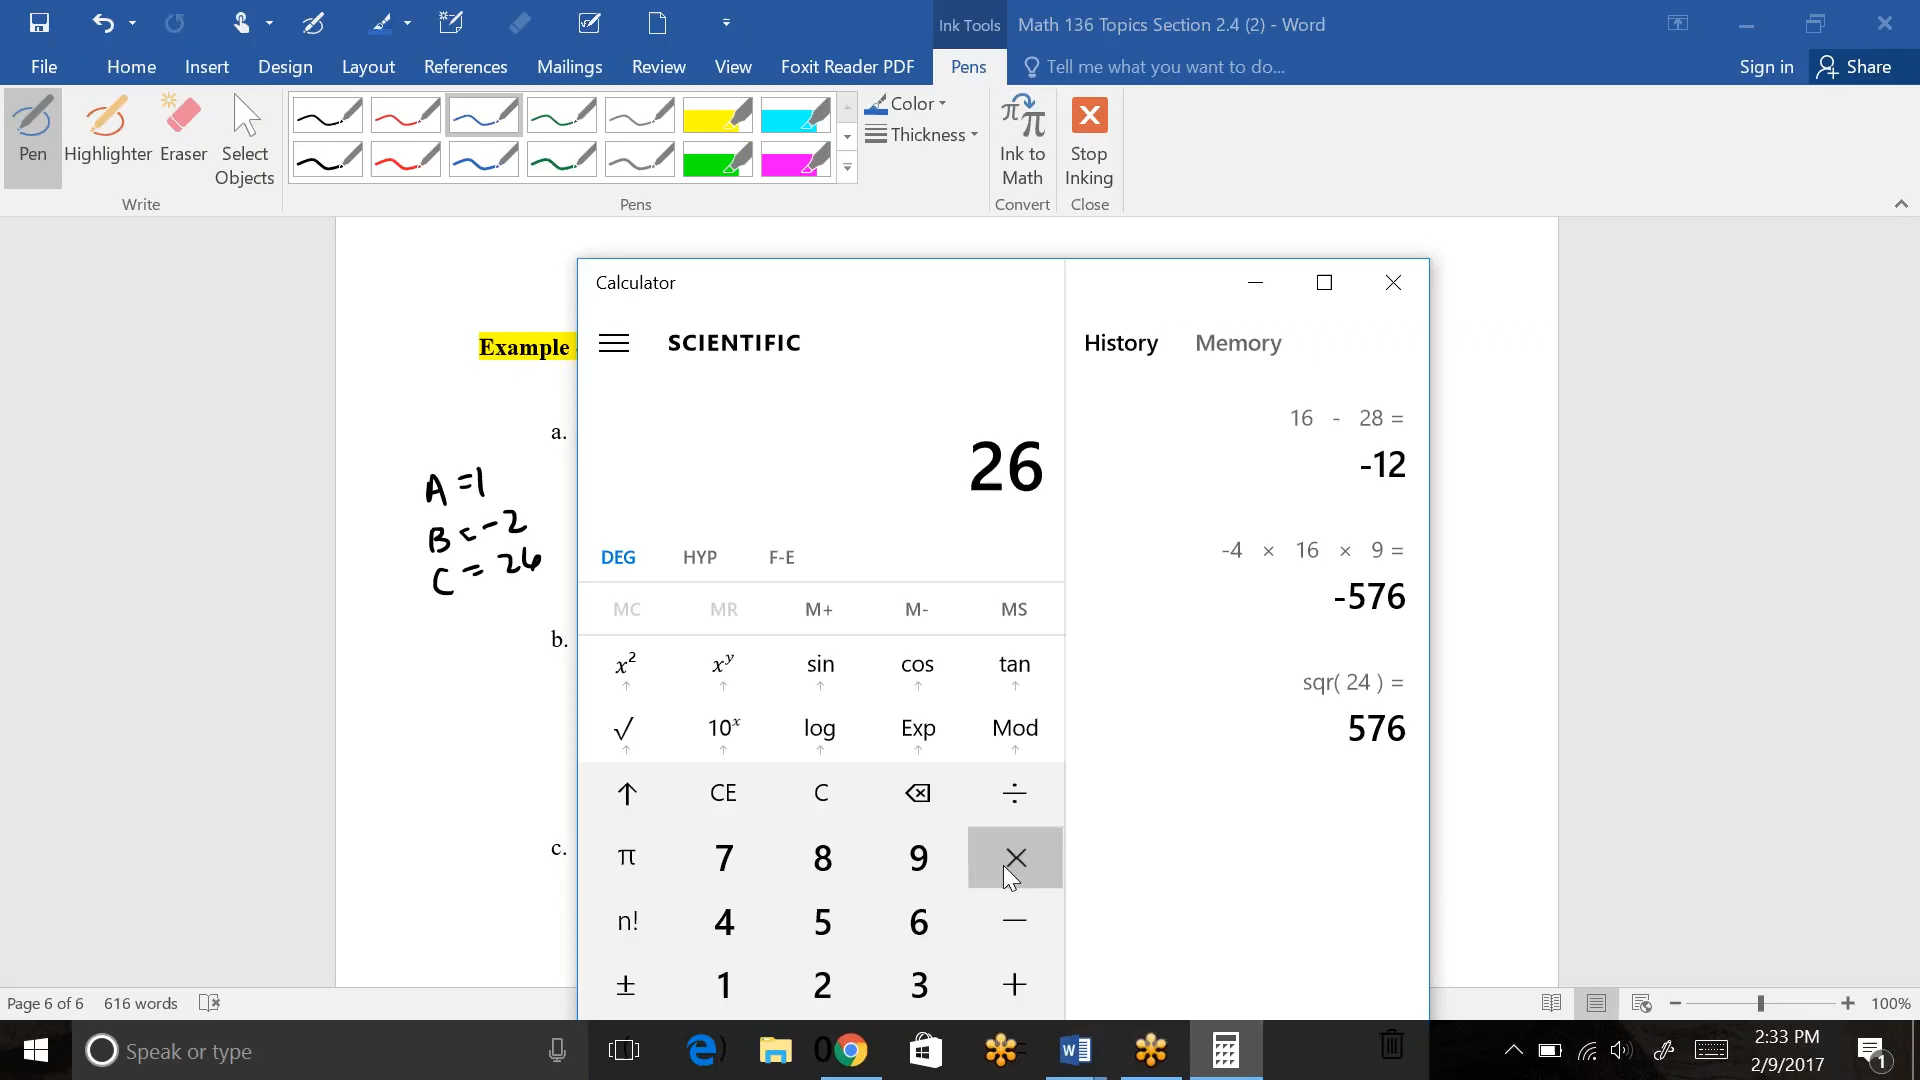 Ink Tools
Math 136 Topics Section 2.4 (2) - Word
File Home Insert Design Layout References Mailings Review View Foxit Reader PDF Pens Tell me what you want to do... Sign in Share
Color
Thickness
Pen Highlighter Eraser Select Objects
Ink to Math
Stop Inking
Write Pens Convert Close
Calculator
Example
SCIENTIFIC
History Memory
16 - 28 =
-12
a.
26
A = 1
B = -2
C = 26
DEG HYP F-E
-4 × 16 × 9 =
-576
MC MR M+ M- MS
b.
x² xʸ sin cos tan
sqr( 24 ) =
576
√ 10ˣ log Exp Mod
↑ CE C ÷
c.
π 7 8 9 ×
n! 4 5 6 —
± 1 2 3 +
Page 6 of 6 616 words
100%
Speak or type
2:33 PM
2/9/2017
1